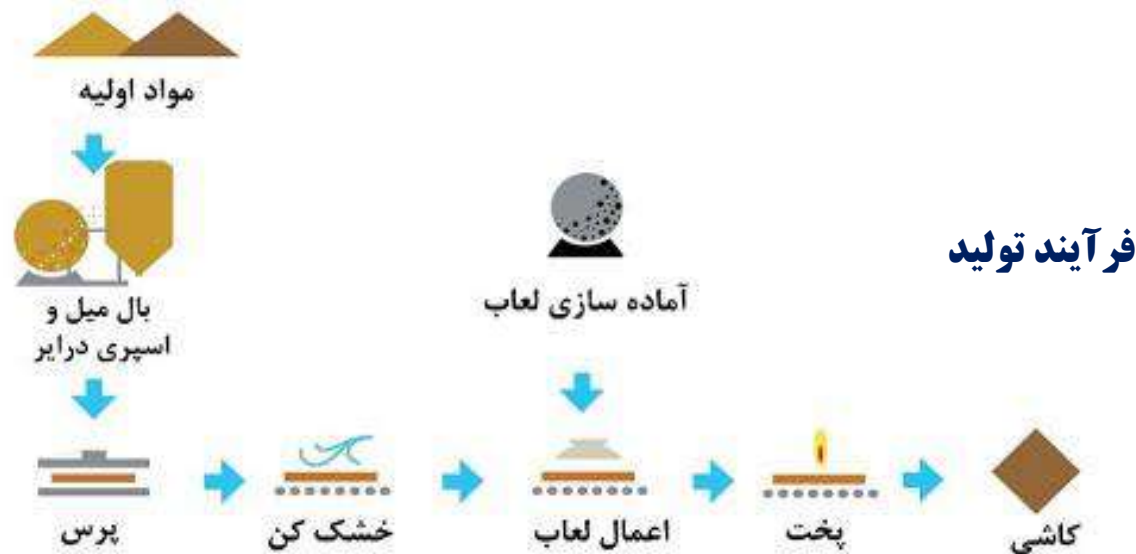 مواد اولیه
فرآیند تولید
بال میل و
اسپری درایر
آماده سازی لعاب
پرس
خشک کن
اعمال لعاب
پخت
کاشی